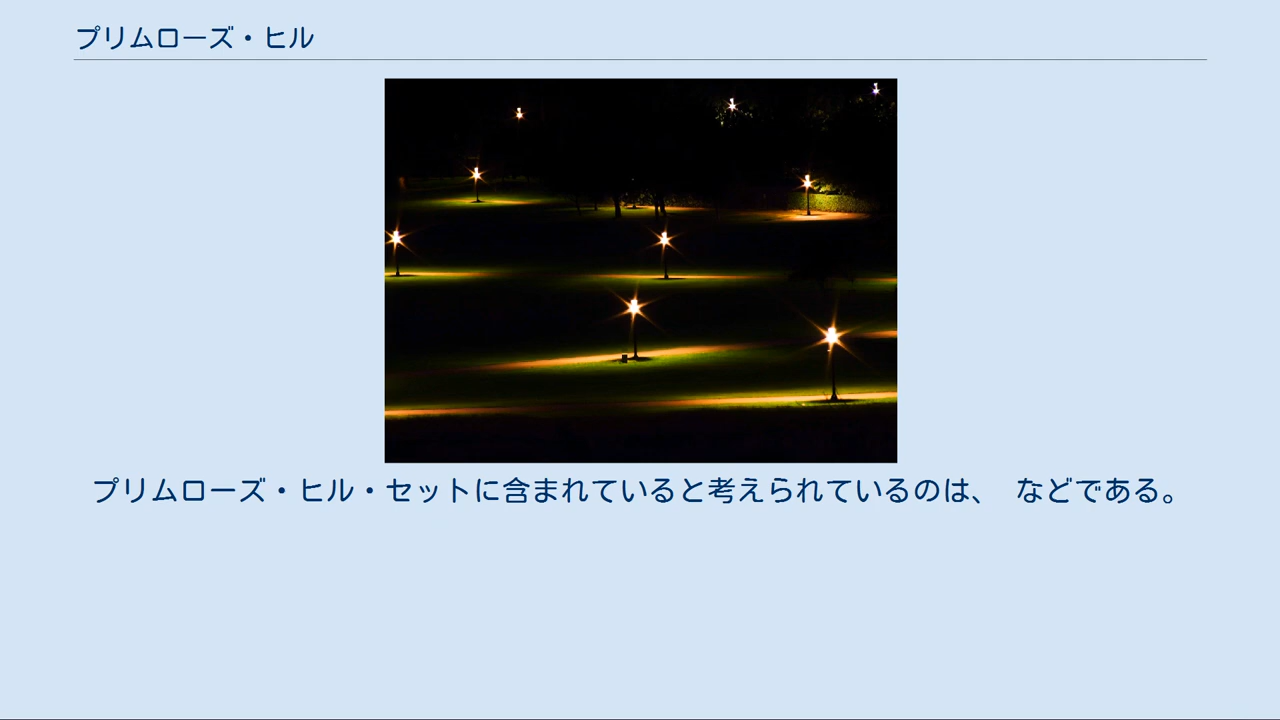 プリムローズ・ヒル
プリムローズ・ヒル・セットに含まれていると考えられているのは、 などである。